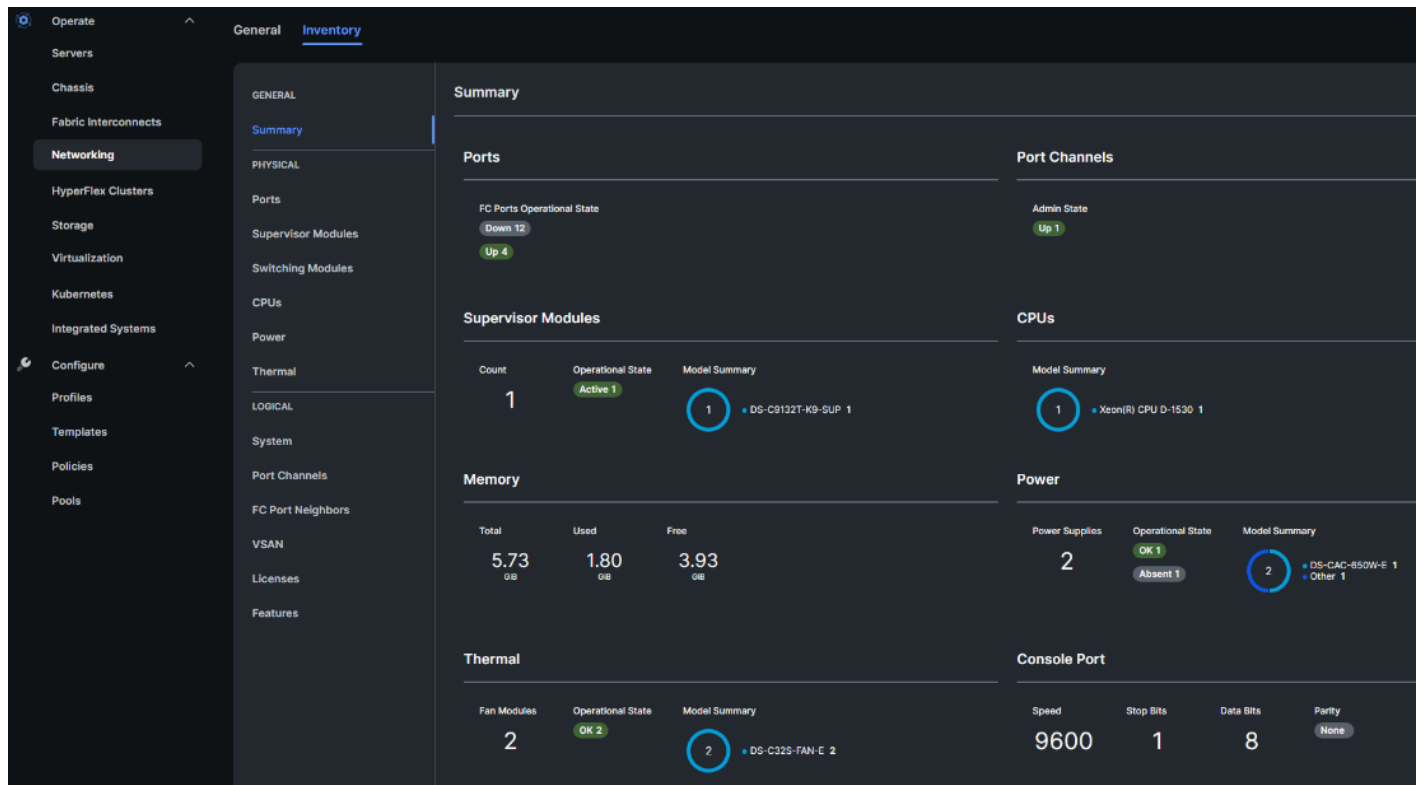 Operate
Servers
Chassis
Fabric Interconnects
Networking
HyperFlex Clusters
Storage
Virtualization
Kubernetes
Integrated Systems
Configure
Profiles
Templates
Policies
Pools
General Inventory
GENERAL
Summary
PHYSICAL
Ports
Supervisor Modules
Switching Modules
CPUs
Power
Thermal
LOGICAL
System
Port Channels
FC Port Neighbors
VSAN
Licenses
Features
Summary
Ports
FC Ports Operational State
Down 12
Up 4
Port Channels
Admin State
Up 1
Supervisor Modules
Count Operational State Model Summary
1 Active 1 1 DS-C9132T-K9-SUP 1
CPUs
Model Summary
1 Xeon(R) CPU D-1530 1
Memory
Total Used Free
5.73 1.80 3.93
GiB GiB GiB
Power
Power Supplies Operational State Model Summary
2 OK 1 2 DS-CAC-650W-E 1
Absent 1 Other 1
Thermal
Fan Modules Operational State Model Summary
2 OK 2 2 DS-C32S-FAN-E 2
Console Port
Speed Stop Bits Data Bits Parity
9600 1 8 None